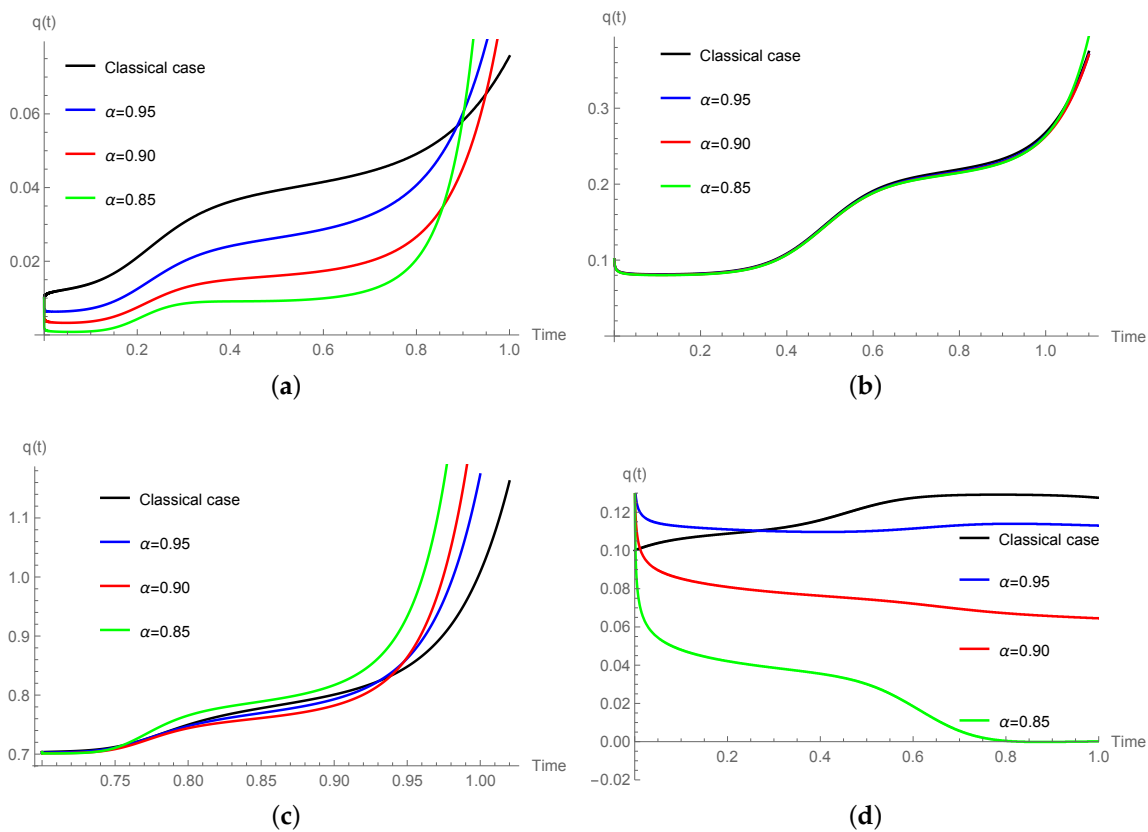 q(t)
Classical case
α=0.95
α=0.90
α=0.85
0.06
0.04
0.02
0.2 0.4 0.6 0.8 1.0
Time
(a)
q(t)
Classical case
α=0.95
α=0.90
α=0.85
0.3
0.2
0.1
0.2 0.4 0.6 0.8 1.0
Time
(b)
q(t)
Classical case
α=0.95
α=0.90
α=0.85
1.1
1.0
0.9
0.8
0.7
0.75 0.80 0.85 0.90 0.95 1.00
Time
(c)
q(t)
0.12
0.10
0.08
0.06
0.04
0.02
0.00
−0.02
Classical case
α=0.95
α=0.90
α=0.85
0.2 0.4 0.6 0.8 1.0
Time
(d)